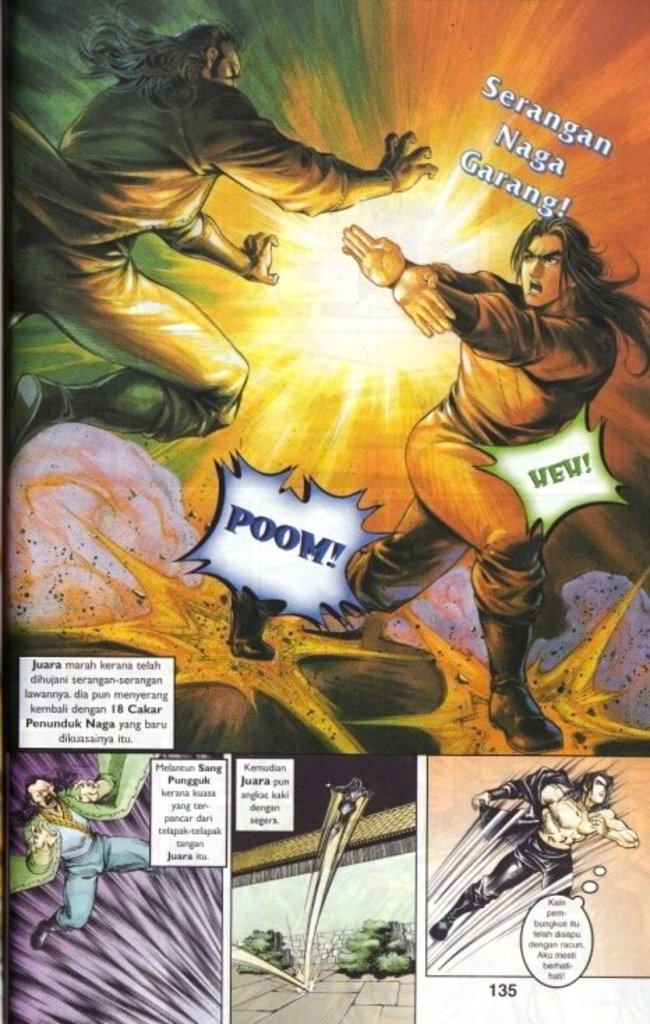 Serangan
Naga
Garang!
HEH!
POOM!
Juara marah kerana telah
dihujani serangan-serangan
lawannya. dia pun menyerang
kembali dengan 18 Cakar
Penunduk Naga yang baru
dikuasainya itu.
Melantun Sang
Pungguk
kerana kuasa
yang ter-
pancar dari
telapak-telapak
tangan
Juara itu.
Kemudian
Juara pun
angkat kaki
dengan
segera.
Kain
pem-
bungkus itu
telah disapu
dengan racun.
Aku mesti
berhati-
hati!
135